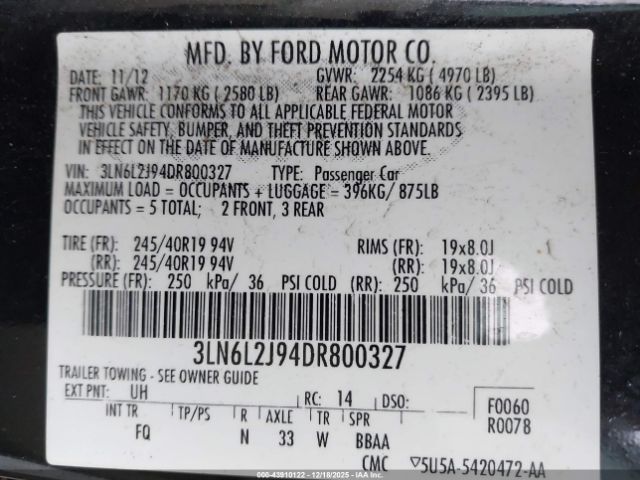 MFD. BY FORD MOTOR CO.
DATE: 11/12 GVWR: 2254 KG ( 4970 LB)
FRONT GAWR: 1170 KG ( 2580 LB) REAR GAWR: 1086 KG ( 2395 LB)
THIS VEHICLE CONFORMS TO ALL APPLICABLE FEDERAL MOTOR
VEHICLE SAFETY, BUMPER, AND THEFT PREVENTION STANDARDS
IN EFFECT ON THE DATE OF MANUFACTURE SHOWN ABOVE.
VIN: 3LN6L2J94DR800327 TYPE: Passenger Car
MAXIMUM LOAD = OCCUPANTS + LUGGAGE = 396KG/ 875LB
OCCUPANTS = 5 TOTAL; 2 FRONT, 3 REAR
TIRE (FR): 245/40R19 94V RIMS (FR): 19x8.0J
(RR): 245/40R19 94V (RR): 19x8.0J
PRESSURE (FR): 250 kPa/ 36 PSI COLD (RR): 250 kPa/ 36 PSI COLD
3LN6L2J94DR800327
TRAILER TOWING - SEE OWNER GUIDE
EXT PNT: UH RC: 14 DSO: F0060
INT TR TP/PS R AXLE TR SPR R0078
FQ N 33 W BBAA
CMC ▽5U5A-5420472-AA
000-43910122 - 12/18/2025 - IAAI.COM